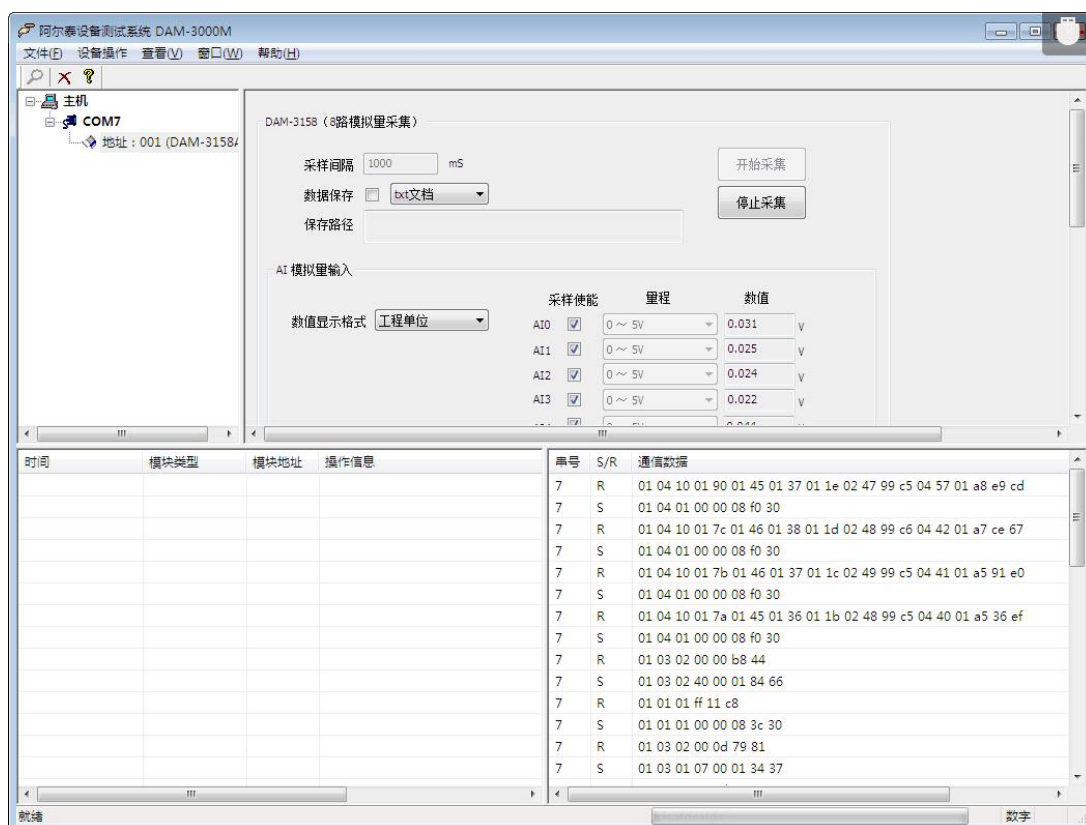 阿尔泰设备测试系统 DAM-3000M
文件(F) 设备操作 查看(V) 窗口(W) 帮助(H)
主机
COM7
地址：001 (DAM-3158A
DAM-3158（8路模拟量采集）
采样间隔 1000 mS 开始采集
数据保存 txt文档 停止采集
保存路径
AI 模拟量输入
采样使能 量程 数值
数值显示格式 工程单位
AI0 0～ 5V 0.031 V
AI1 0～ 5V 0.025 V
AI2 0～ 5V 0.024 V
AI3 0～ 5V 0.022 V
时间 模块类型 模块地址 操作信息
串号 S/R 通信数据
7 R 01 04 10 01 90 01 45 01 37 01 1e 02 47 99 c5 04 57 01 a8 e9 cd
7 S 01 04 01 00 00 08 f0 30
7 R 01 04 10 01 7c 01 46 01 38 01 1d 02 48 99 c6 04 42 01 a7 ce 67
7 S 01 04 01 00 00 08 f0 30
7 R 01 04 10 01 7b 01 46 01 37 01 1c 02 49 99 c5 04 41 01 a5 91 e0
7 S 01 04 01 00 00 08 f0 30
7 R 01 04 10 01 7a 01 45 01 36 01 1b 02 48 99 c5 04 40 01 a5 36 ef
7 S 01 04 01 00 00 08 f0 30
7 R 01 03 02 00 00 b8 44
7 S 01 03 02 40 00 01 84 66
7 R 01 01 01 ff 11 c8
7 S 01 01 01 00 00 08 3c 30
7 R 01 03 02 00 0d 79 81
7 S 01 03 01 07 00 01 34 37
就绪 数字